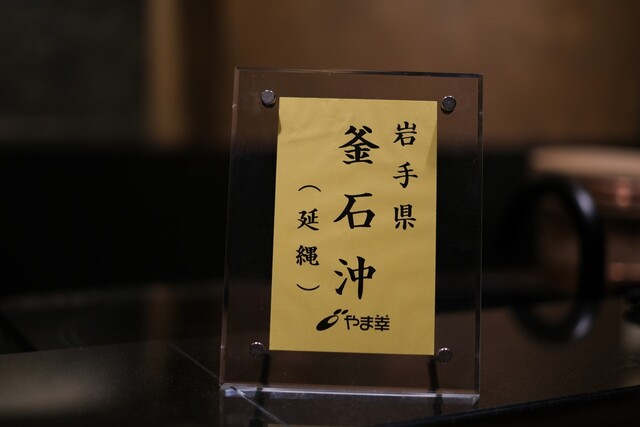 岩手県
釜石沖
（延縄）
やま幸